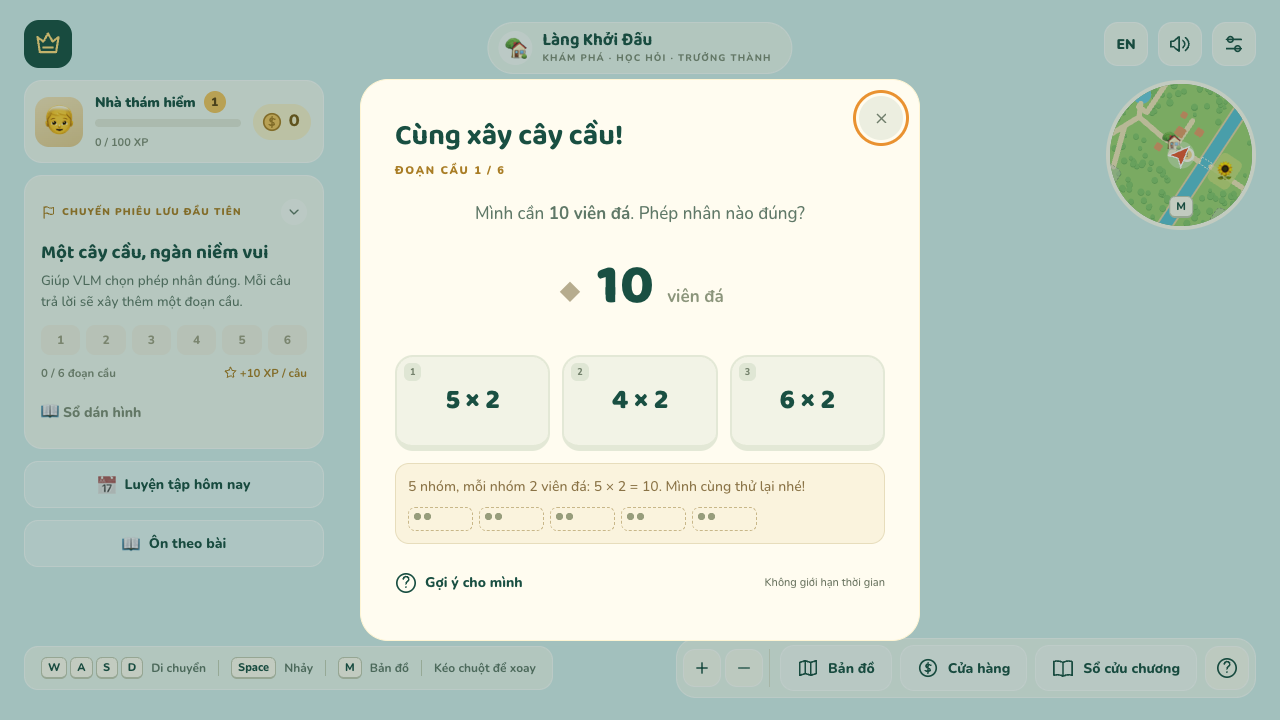 Làng Khởi Đầu
KHÁM PHÁ · HỌC HỎI · TRƯỞNG THÀNH
EN
Nhà thám hiểm 1
0 / 100 XP
0
CHUYẾN PHIÊU LƯU ĐẦU TIÊN
Một cây cầu, ngàn niềm vui
Giúp VLM chọn phép nhân đúng. Mỗi câu
trả lời sẽ xây thêm một đoạn cầu.
1 2 3 4 5 6
0 / 6 đoạn cầu +10 XP / câu
Sổ dán hình
Luyện tập hôm nay
Ôn theo bài
Cùng xây cây cầu!
ĐOẠN CẦU 1 / 6
Mình cần 10 viên đá. Phép nhân nào đúng?
10 viên đá
1 5 × 2
2 4 × 2
3 6 × 2
5 nhóm, mỗi nhóm 2 viên đá: 5 × 2 = 10. Mình cùng thử lại nhé!
Gợi ý cho mình
Không giới hạn thời gian
M
W A S D Di chuyển Space Nhảy M Bản đồ Kéo chuột để xoay
+ − Bản đồ Cửa hàng Sổ cửu chương